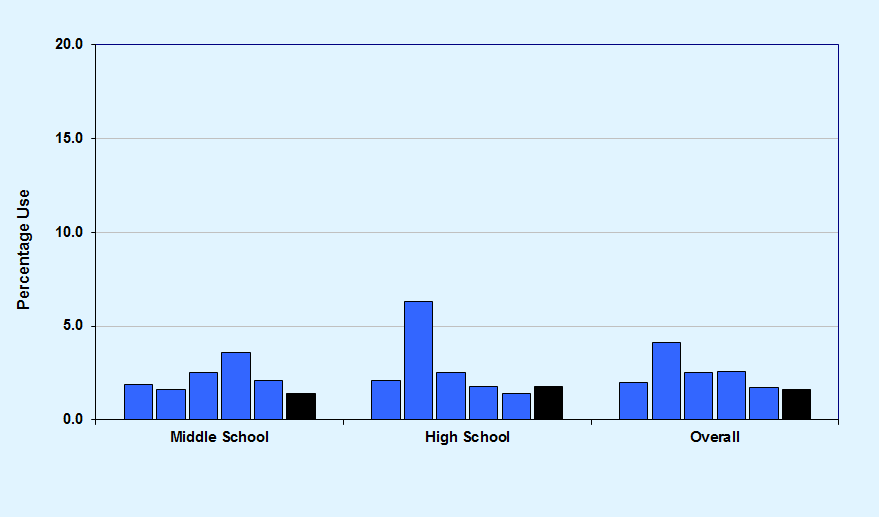 20.0
15.0
10.0
5.0
0.0
Percentage Use
Middle School
High School
Overall